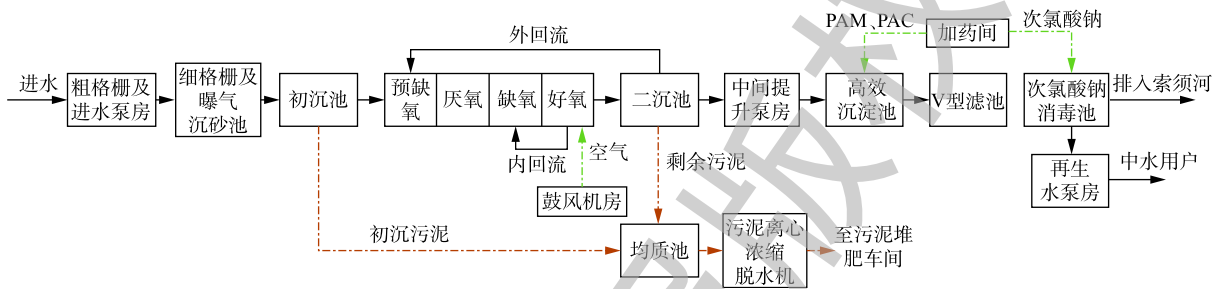 外回流
PAM、PAC
加药间
次氯酸钠
进水
粗格栅及
进水泵房
细格栅及
曝气
沉砂池
初沉池
预缺
氧
厌氧
缺氧
好氧
二沉池
中间提
升泵房
高效
沉淀池
V型滤池
次氯酸钠
消毒池
排入索须河
内回流
空气
剩余污泥
再生
水泵房
中水用户
鼓风机房
初沉污泥
均质池
污泥离心
浓缩
脱水机
至污泥堆
肥车间